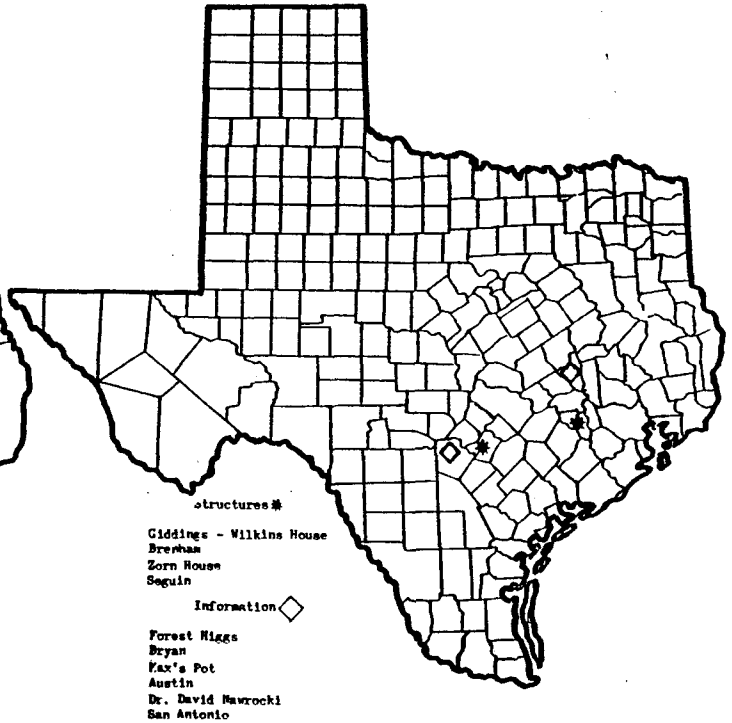 structures *
Giddings - Wilkins House
Brenham
Zorn House
Seguin
Information ◇
Forest Higgs
Bryan
Max's Pot
Austin
Dr. David Nawrocki
San Antonio